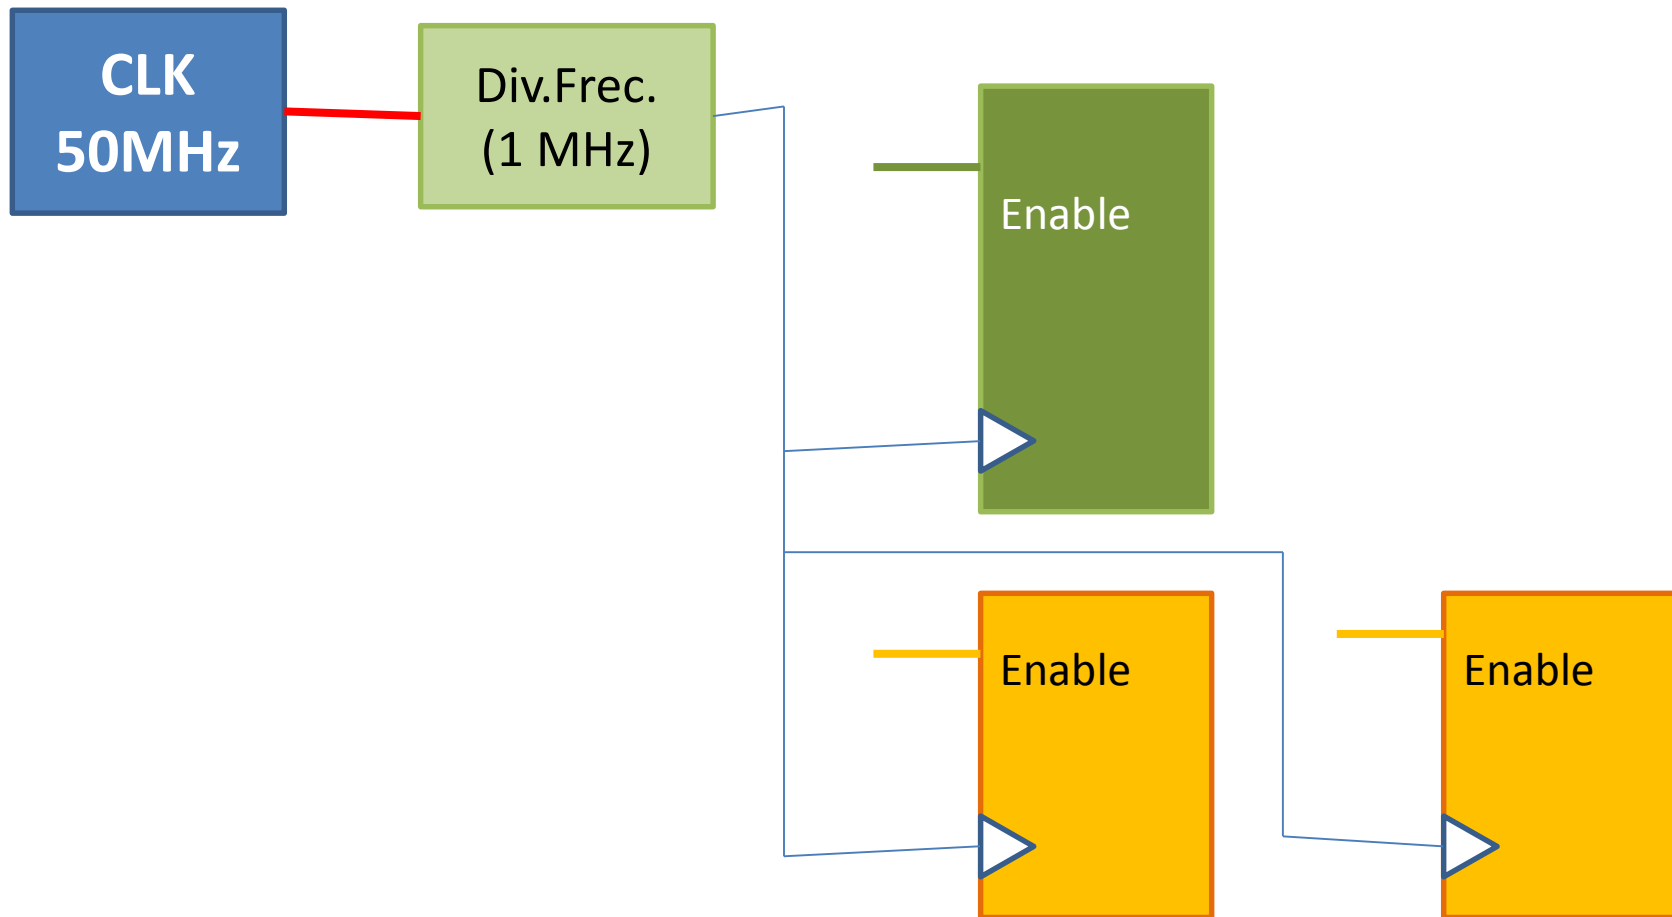 CLK
50MHz
Div.Frec.
(1 MHz)
Enable
Enable
Enable